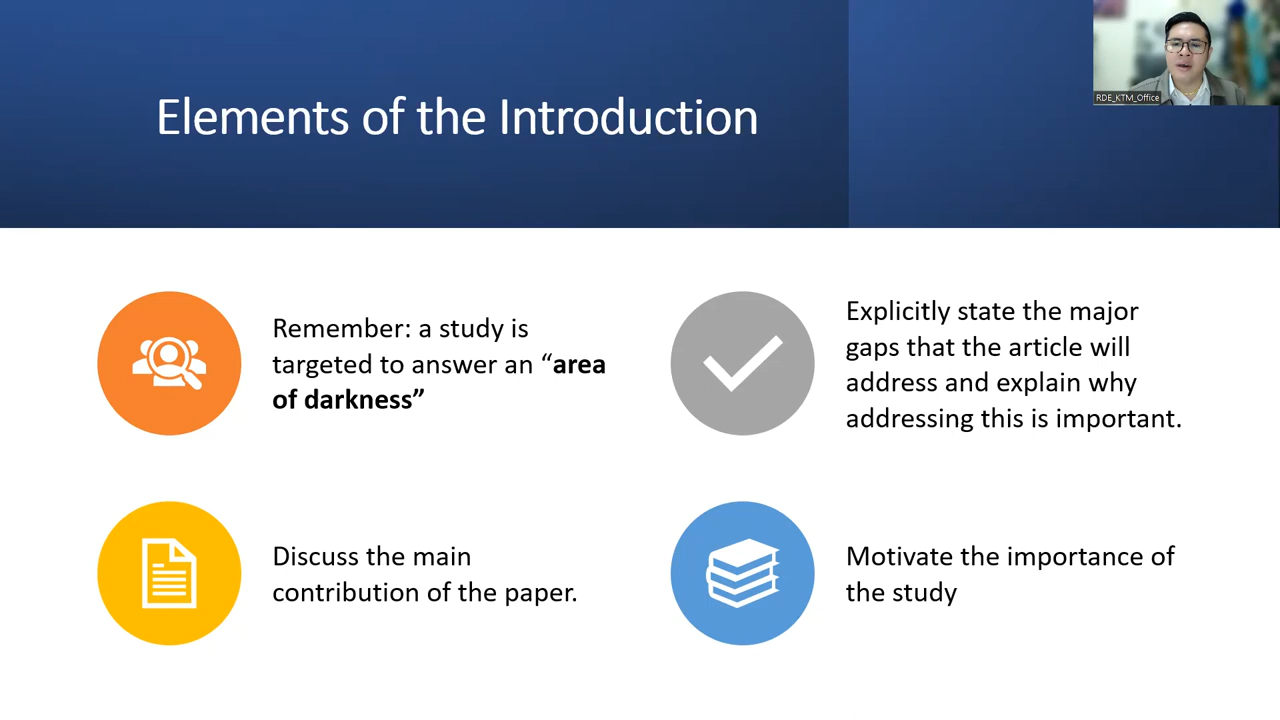 Elements of the Introduction
RDE_KTM_Office
Remember: a study is
targeted to answer an “area
of darkness”
Explicitly state the major
gaps that the article will
address and explain why
addressing this is important.
Discuss the main
contribution of the paper.
Motivate the importance of
the study